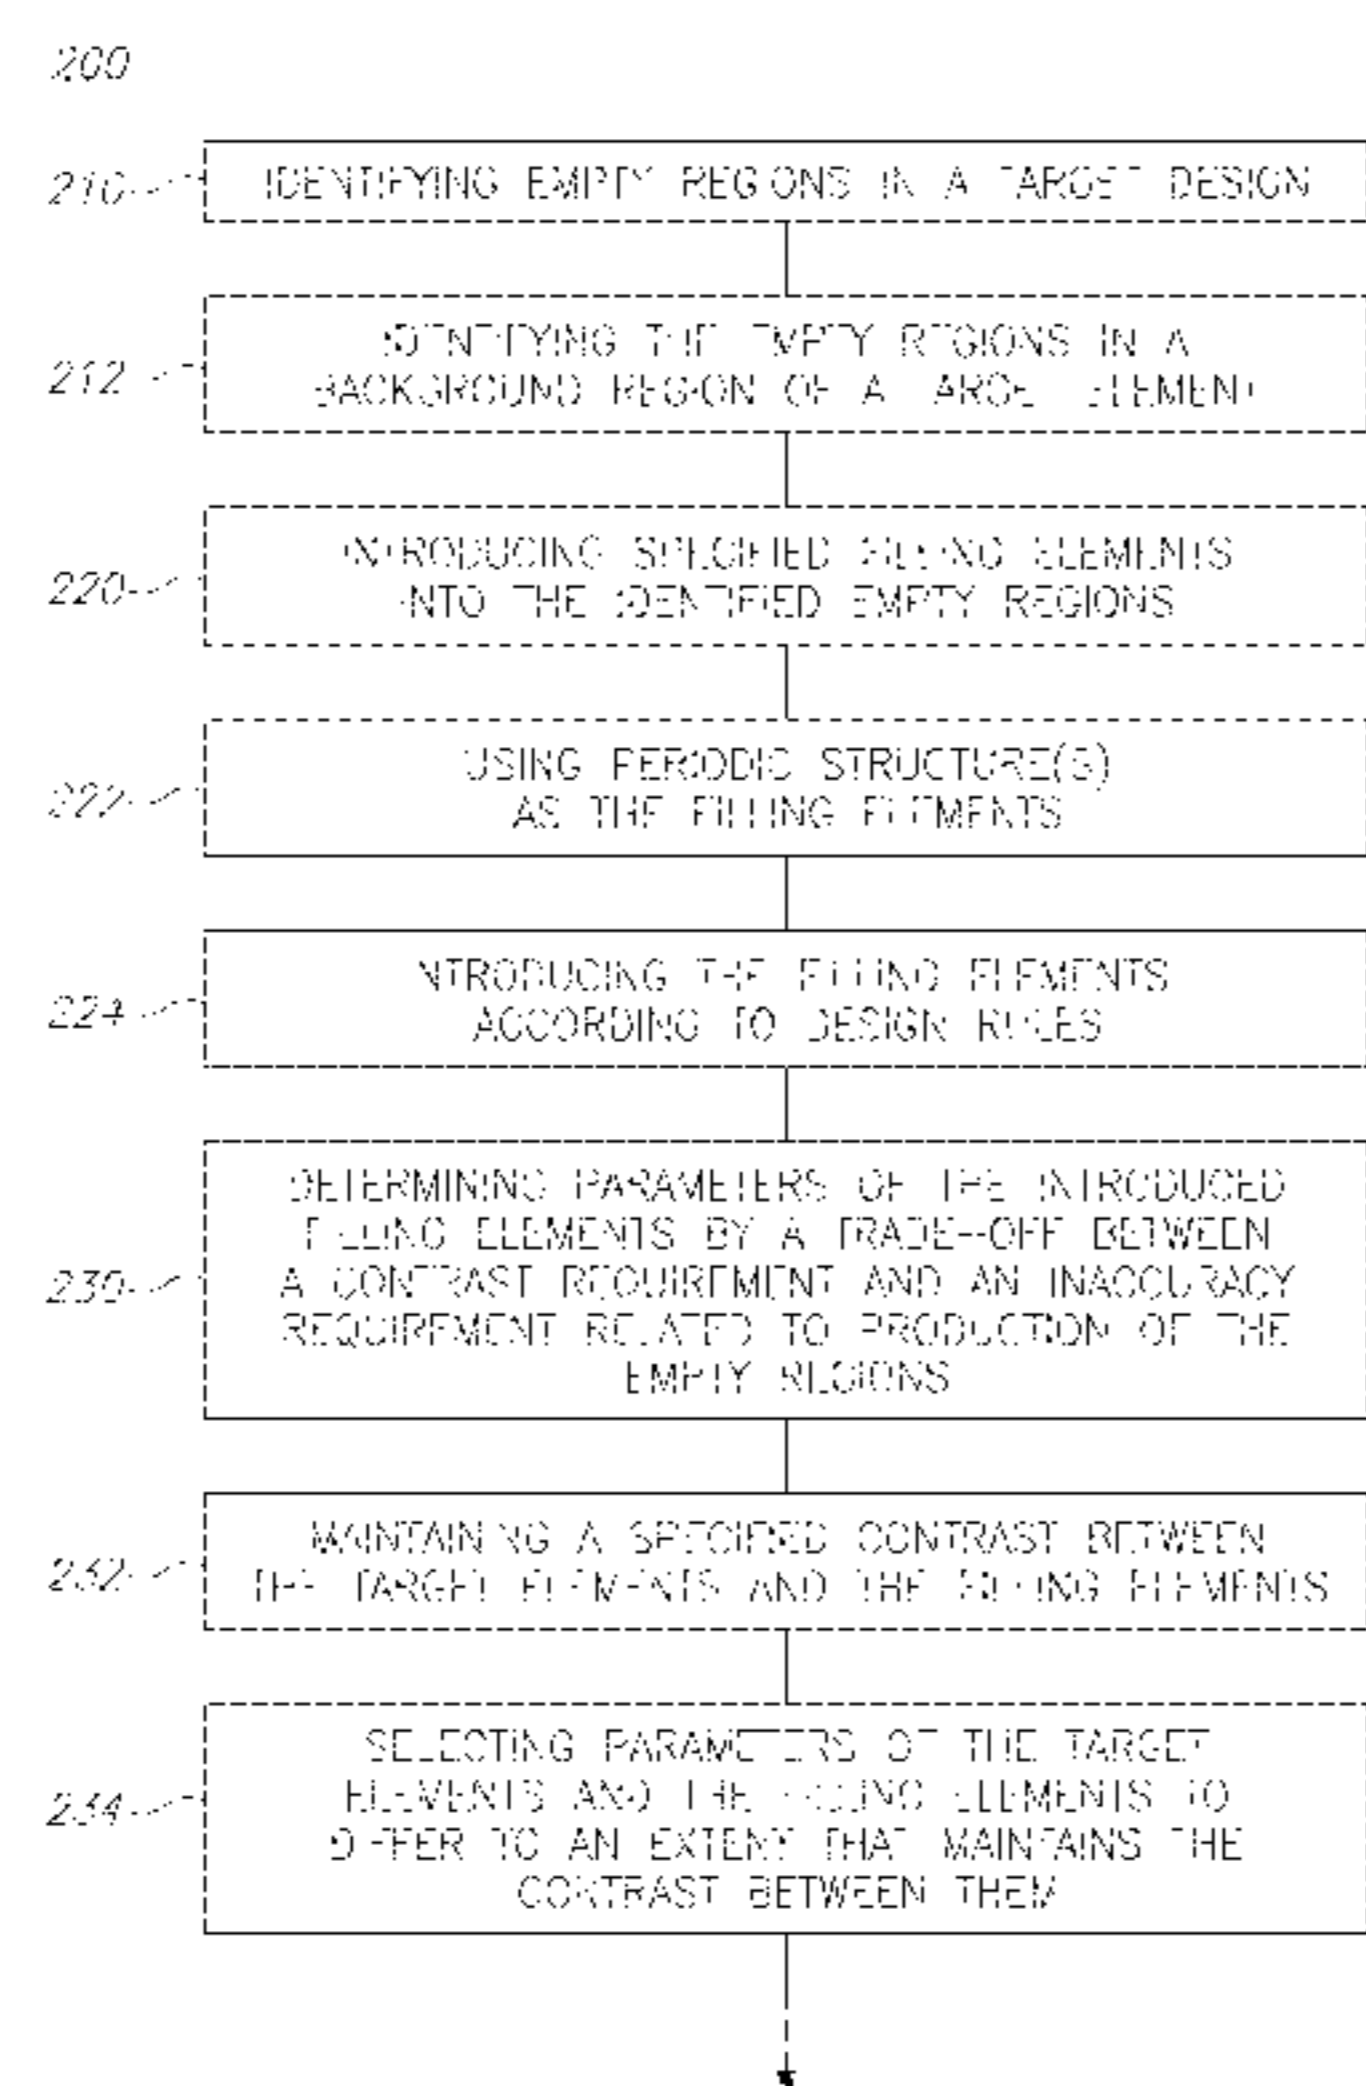 200
210
IDENTIFYING EMPTY REGIONS IN A TARGET DESIGN
212
IDENTIFYING THE EMPTY REGIONS IN A
BACKGROUND REGION OF A TARGET ELEMENT
220
INTRODUCING SPECIFIED FILLING ELEMENTS
INTO THE IDENTIFIED EMPTY REGIONS
222
USING PERIODIC STRUCTURE(S)
AS THE FILLING ELEMENTS
224
INTRODUCING THE FILLING ELEMENTS
ACCORDING TO DESIGN RULES
230
DETERMINING PARAMETERS OF THE INTRODUCED
FILLING ELEMENTS BY A TRADE-OFF BETWEEN
A CONTRAST REQUIREMENT AND AN INACCURACY
REQUIREMENT RELATED TO PRODUCTION OF THE
EMPTY REGIONS
232
MAINTAINING A SPECIFIED CONTRAST BETWEEN
THE TARGET ELEMENTS AND THE FILLING ELEMENTS
234
SELECTING PARAMETERS OF THE TARGET
ELEMENTS AND THE FILLING ELEMENTS TO
DIFFER TO AN EXTENT THAT MAINTAINS THE
CONTRAST BETWEEN THEM